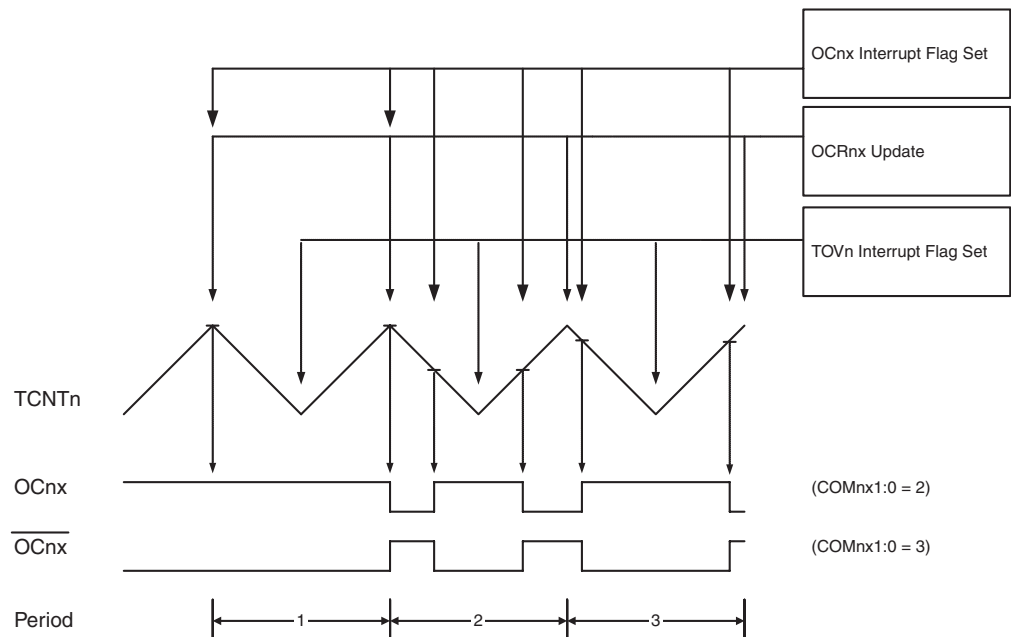 OCnx Interrupt Flag Set
OCRnx Update
TOVn Interrupt Flag Set
TCNTn
OCnx
(COMnx1:0 = 2)
OCnx
(COMnx1:0 = 3)
Period
1
2
3